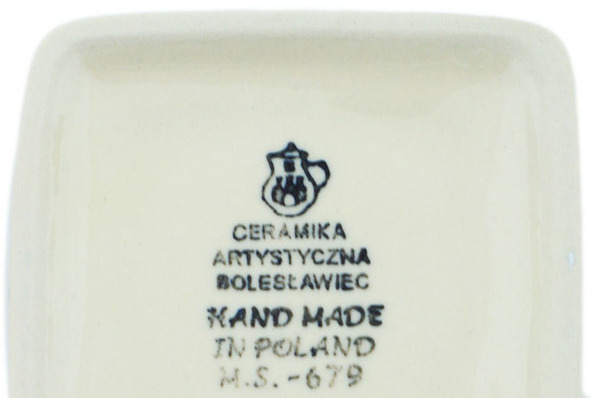 CERAMIKA
ARTYSTYCZNA
BOLESŁAWIEC
HAND MADE
IN POLAND
M.S.-679